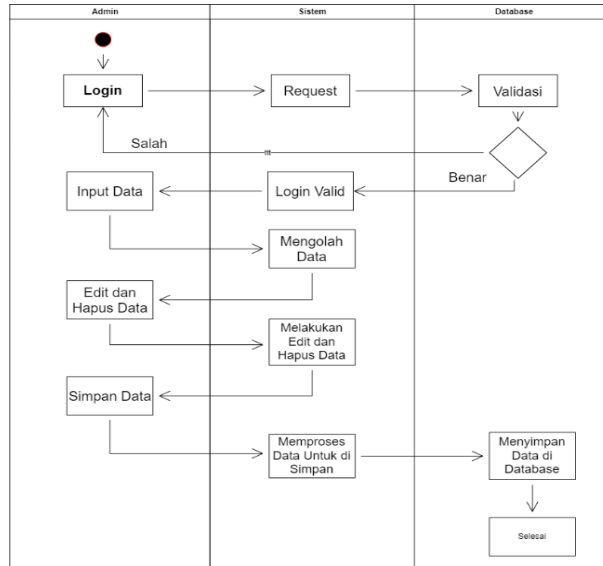 Admin
Sistem
Database
Login
Request
Validasi
Salah
Benar
Input Data
Login Valid
Mengolah
Data
Edit dan
Hapus Data
Melakukan
Edit dan
Hapus Data
Simpan Data
Memproses
Data Untuk di
Simpan
Menyimpan
Data di
Database
Selesai